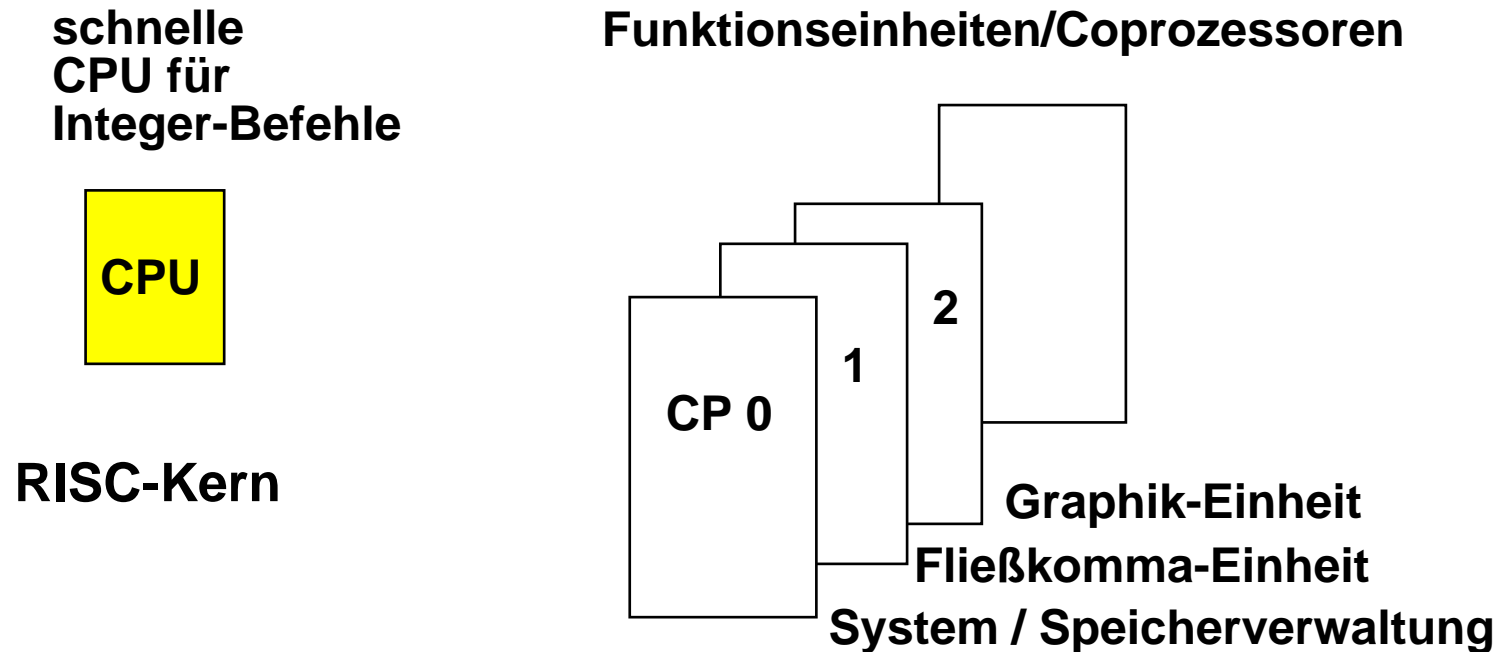 schnelle
CPU für
Integer-Befehle
CPU
RISC-Kern
Funktionseinheiten/Coprozessoren
CP 0
1
2
Graphik-Einheit
Fließkomma-Einheit
System / Speicherverwaltung